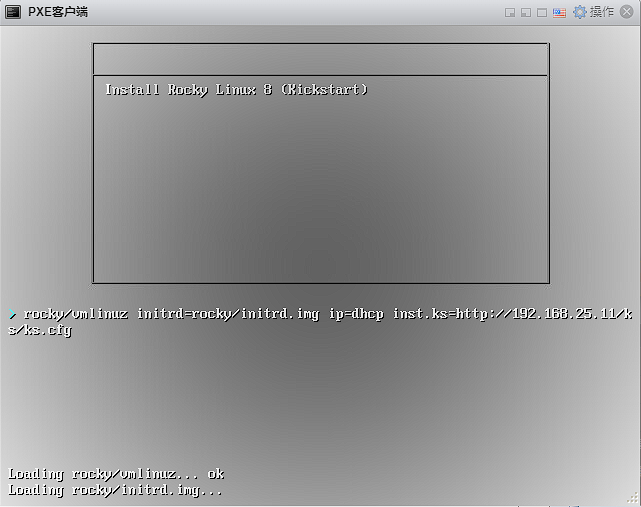 PXE客户端
操作
Install Rocky Linux 8 (Kickstart)
> rocky/vmlinuz initrd=rocky/initrd.img ip=dhcp inst.ks=http://192.168.25.11/k
s/ks.cfg
Loading rocky/vmlinuz... ok
Loading rocky/initrd.img...